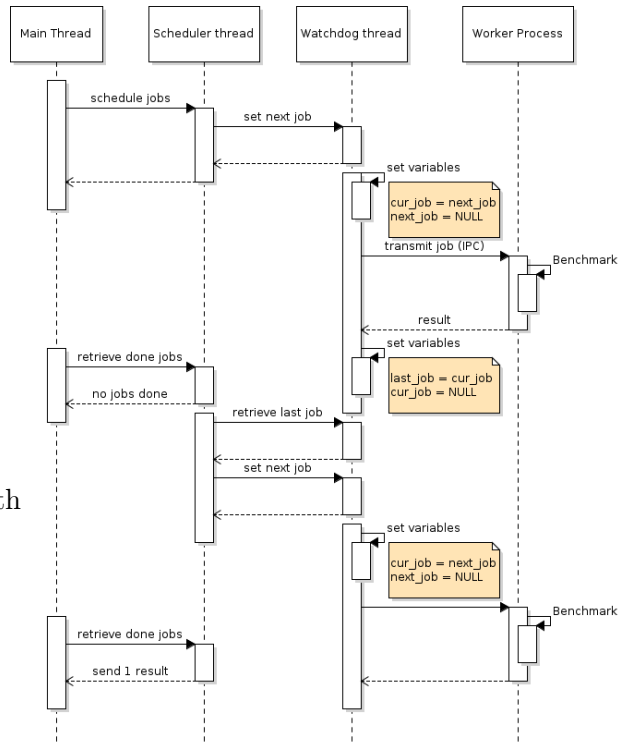 Main Thread
Scheduler thread
Watchdog thread
Worker Process
schedule jobs
set next job
set variables
cur_job = next_job
next_job = NULL
transmit job (IPC)
Benchmark
result
set variables
retrieve done jobs
last_job = cur_job
cur_job = NULL
no jobs done
retrieve last job
set next job
th
set variables
cur_job = next_job
next_job = NULL
Benchmark
retrieve done jobs
send 1 result